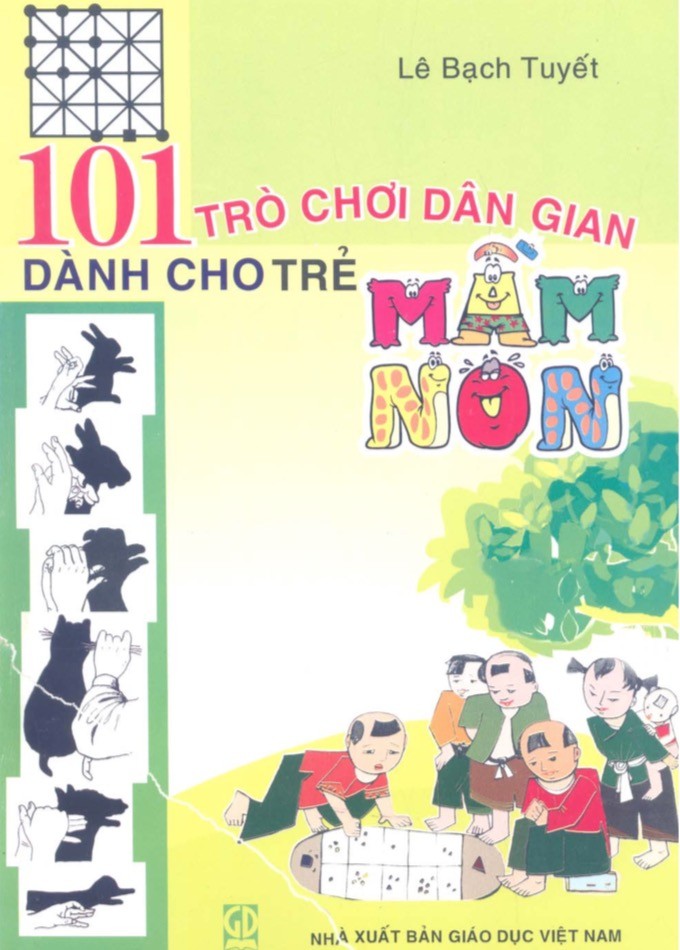 Lê Bạch Tuyết
101 TRÒ CHƠI DÂN GIAN
DÀNH CHO TRẺ
MẦM
NON
GD
NHÀ XUẤT BẢN GIÁO DỤC VIỆT NAM